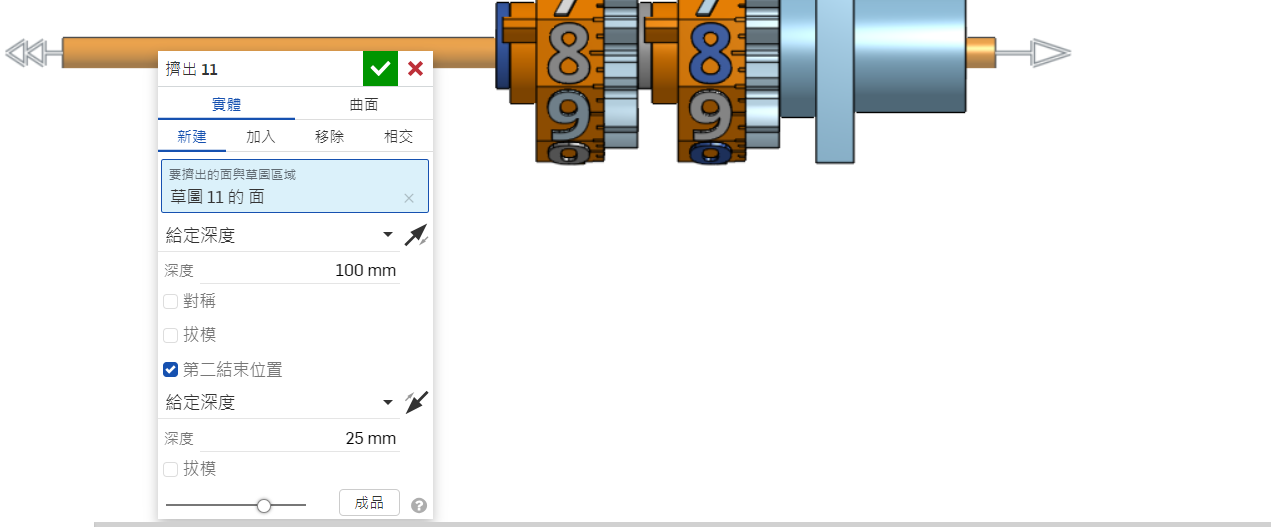 擠出 11
實體 曲面
新建 加入 移除 相交
要擠出的面與草圖區域
草圖 11 的 面
給定深度
深度 100 mm
對稱
拔模
第二結束位置
給定深度
深度 25 mm
拔模
成品
7 7
8 8
9 9
0 0